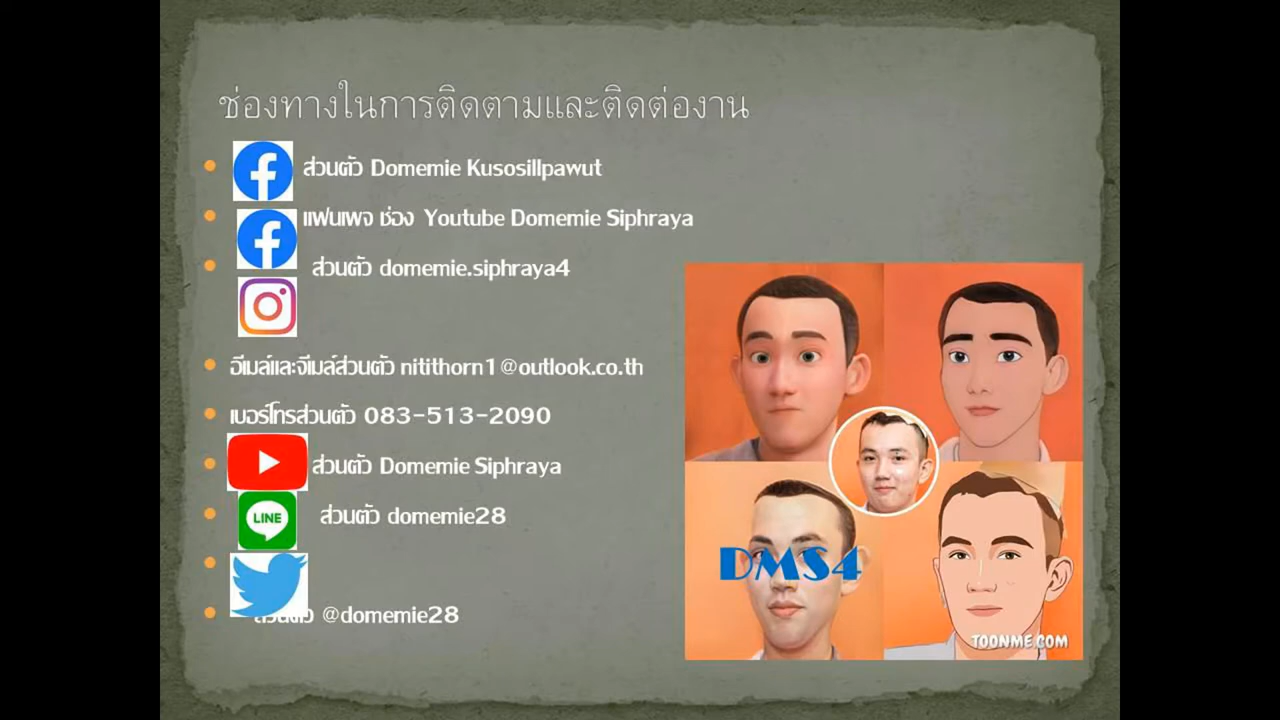 ช่องทางในการติดตามและติดต่องาน
ส่วนตัว Domemie Kusosillpawut
แฟนเพจ ช่อง Youtube Domemie Siphraya
ส่วนตัว domemie.siphraya4
อีเมล์และจีเมล์ส่วนตัว nitithorn1@outlook.co.th
เบอร์โทรส่วนตัว 083-513-2090
ส่วนตัว Domemie Siphraya
LINE
ส่วนตัว domemie28
ส่วนตัว @domemie28
DMS4
TOONME.COM